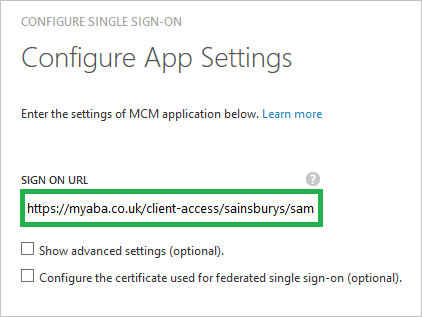 CONFIGURE SINGLE SIGN-ON
Configure App Settings
Enter the settings of MCM application below. Learn more
SIGN ON URL ?
https://myaba.co.uk/client-access/sainsburys/sam
Show advanced settings (optional).
Configure the certificate used for federated single sign-on (optional).